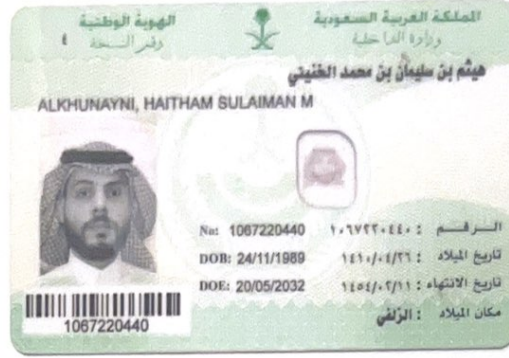 المملكة العربية السعودية
وزارة الداخلية
الهوية الوطنية
رقم النسخة ٤
هيثم بن سليمان بن محمد الخنيني
ALKHUNAYNI, HAITHAM SULAIMAN M
No: 1067220440 الرقم : ١٠٦٧٢٢٠٤٤٠
DOB: 24/11/1989 تاريخ الميلاد : ١٤١٠/٠٤/٢٦
DOE: 20/05/2032 تاريخ الانتهاء : ١٤٥٤/٠٢/١١
مكان الميلاد : الزلفي
1067220440